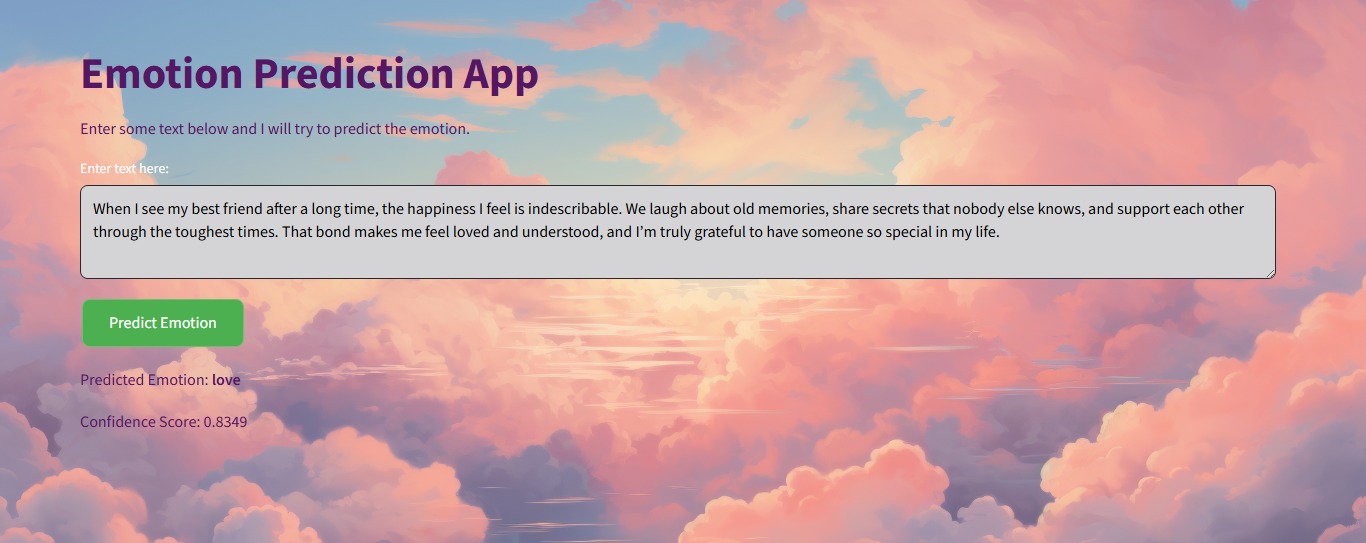 Emotion Prediction App
Enter some text below and I will try to predict the emotion.
Enter text here:
When I see my best friend after a long time, the happiness I feel is indescribable. We laugh about old memories, share secrets that nobody else knows, and support each other
through the toughest times. That bond makes me feel loved and understood, and I’m truly grateful to have someone so special in my life.
Predict Emotion
Predicted Emotion: love
Confidence Score: 0.8349